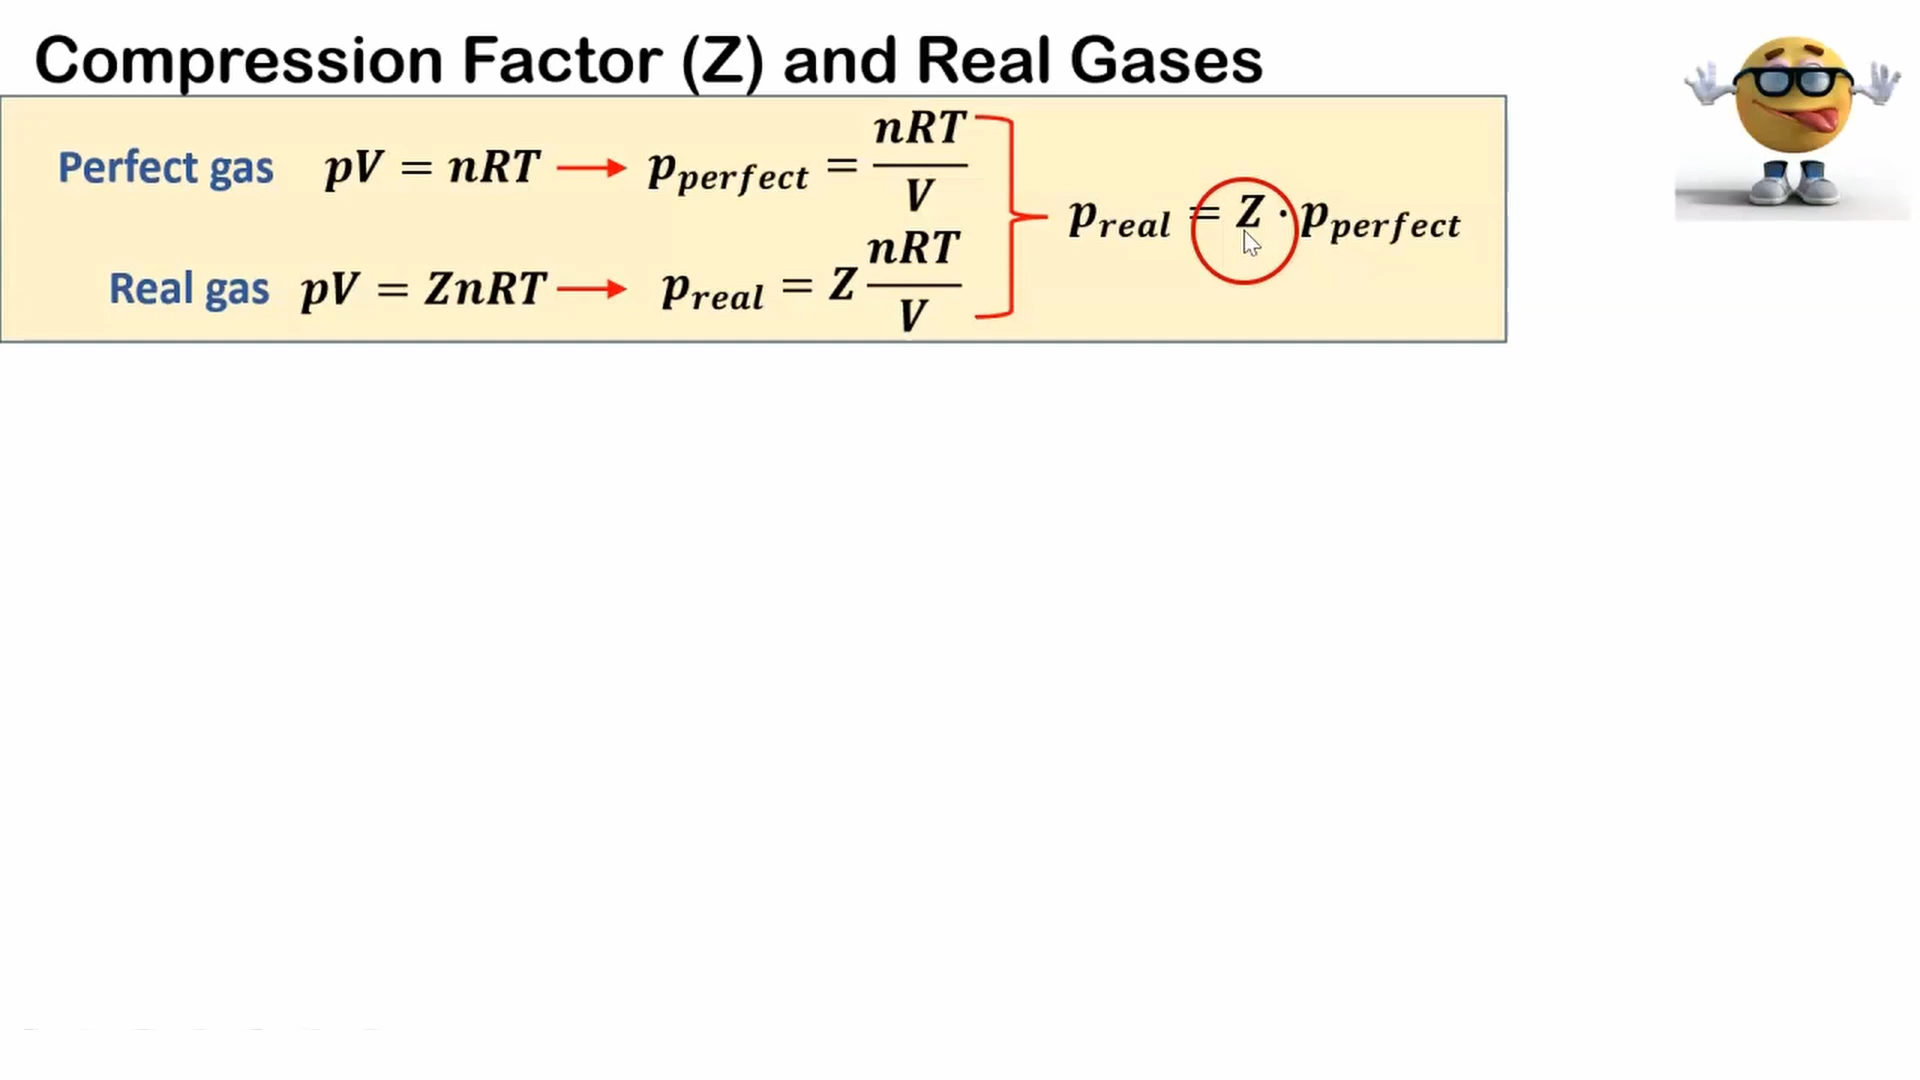 Compression Factor (Z) and Real Gases
Perfect gas pV = nRT → p_perfect = nRT/V
Real gas pV = ZnRT → p_real = Z nRT/V
p_real = Z · p_perfect